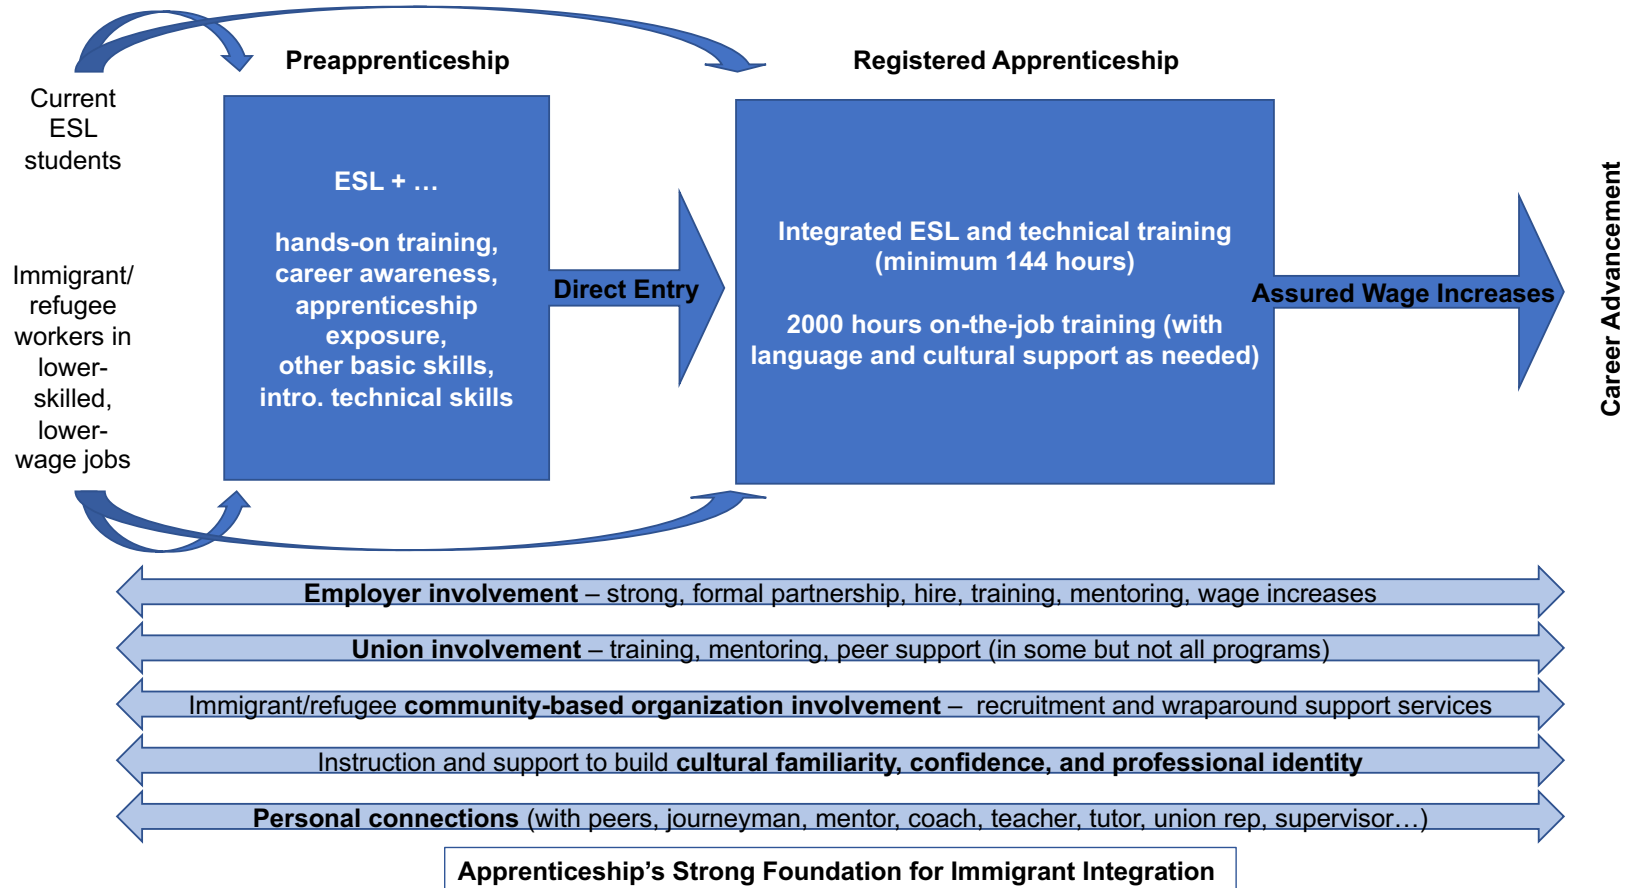 Preapprenticeship
Registered Apprenticeship
Current
ESL
students
Immigrant/
refugee
workers in
lower-
skilled,
lower-
wage jobs
ESL + …
hands-on training,
career awareness,
apprenticeship
exposure,
other basic skills,
intro. technical skills
Direct Entry
Integrated ESL and technical training
(minimum 144 hours)
2000 hours on-the-job training (with
language and cultural support as needed)
Assured Wage Increases
Career Advancement
Employer involvement – strong, formal partnership, hire, training, mentoring, wage increases
Union involvement – training, mentoring, peer support (in some but not all programs)
Immigrant/refugee community-based organization involvement – recruitment and wraparound support services
Instruction and support to build cultural familiarity, confidence, and professional identity
Personal connections (with peers, journeyman, mentor, coach, teacher, tutor, union rep, supervisor…)
Apprenticeship’s Strong Foundation for Immigrant Integration